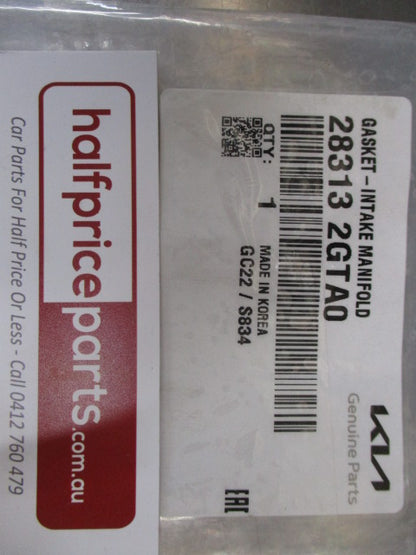 GASKET-INTAKE MANIFOLD
28313 2GTA0
QTY: 1
MADE IN KOREA
GC22 / S834
KIA
Genuine Parts
EAC
halfpriceparts.com.au
Car Parts For Half Price Or Less - Call 0412 760 479